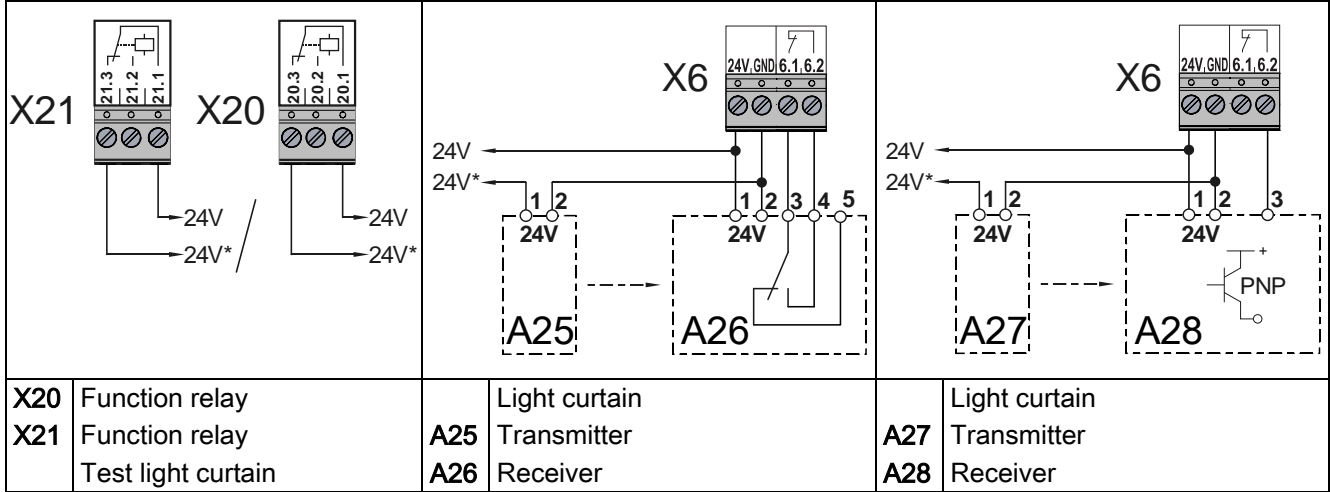 X21
21.3 21.2 21.1
24V
24V*
X20
20.3 20.2 20.1
24V
24V*
X6
24V GND 6.1 6.2
24V
24V*
1 2
24V
A25
1 2 3 4 5
24V
A26
X6
24V GND 6.1 6.2
24V
24V*
1 2
24V
A27
1 2 3
24V
+
PNP
A28
X20 Function relay
X21 Function relay
Test light curtain
Light curtain
A25 Transmitter
A26 Receiver
Light curtain
A27 Transmitter
A28 Receiver